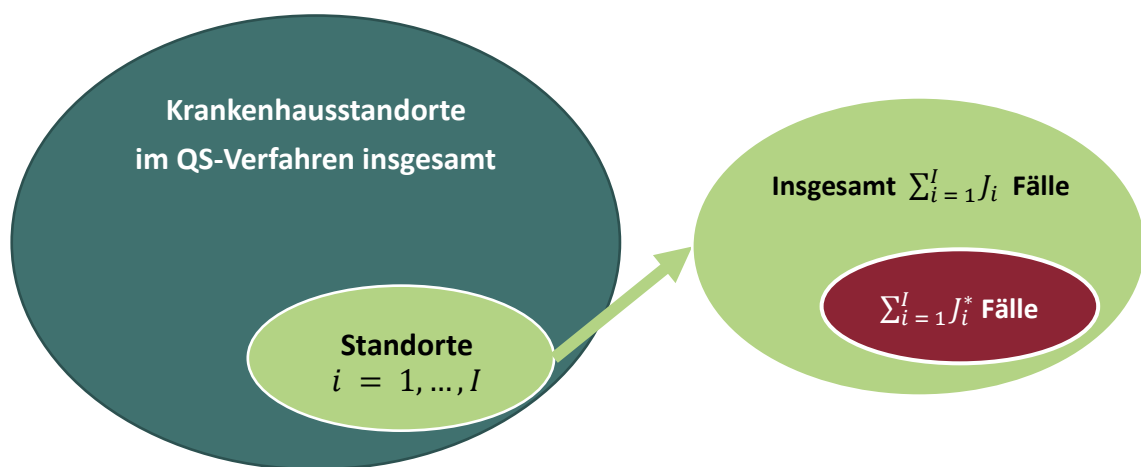 Krankenhausstandorte
im QS-Verfahren insgesamt
Standorte
i = 1, … , I
Insgesamt ∑ᵢ₌₁ᴵ Jᵢ Fälle
∑ᵢ₌₁ᴵ Jᵢ* Fälle